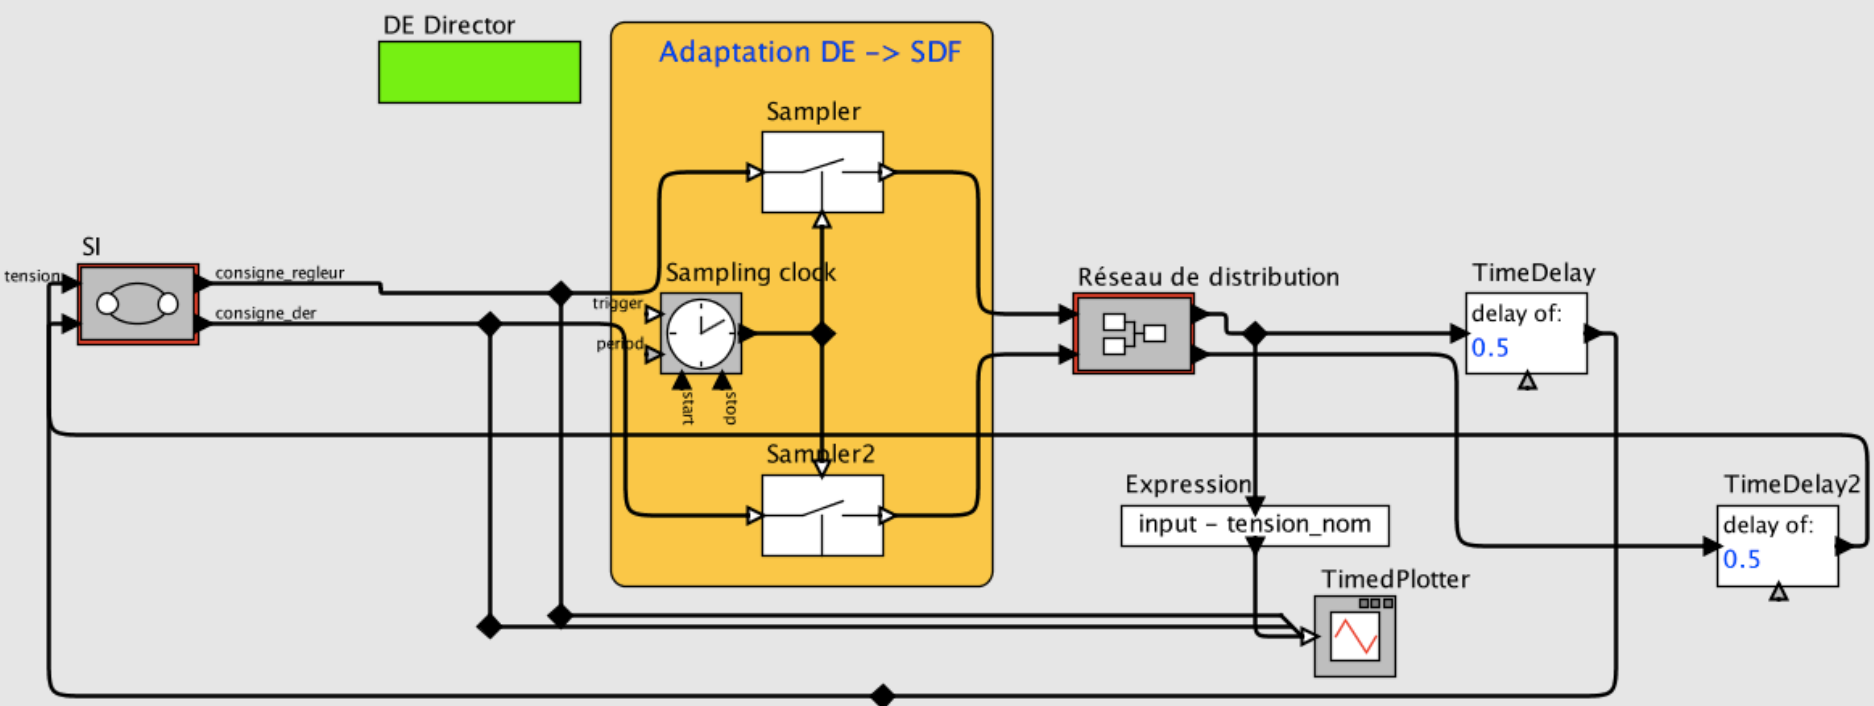 DE Director
Adaptation DE -> SDF
Sampler
SI
tension
consigne_regleur
consigne_der
Sampling clock
trigger
period
start
stop
Réseau de distribution
TimeDelay
delay of:
0.5
Sampler2
Expression
input - tension_nom
TimeDelay2
delay of:
0.5
TimedPlotter